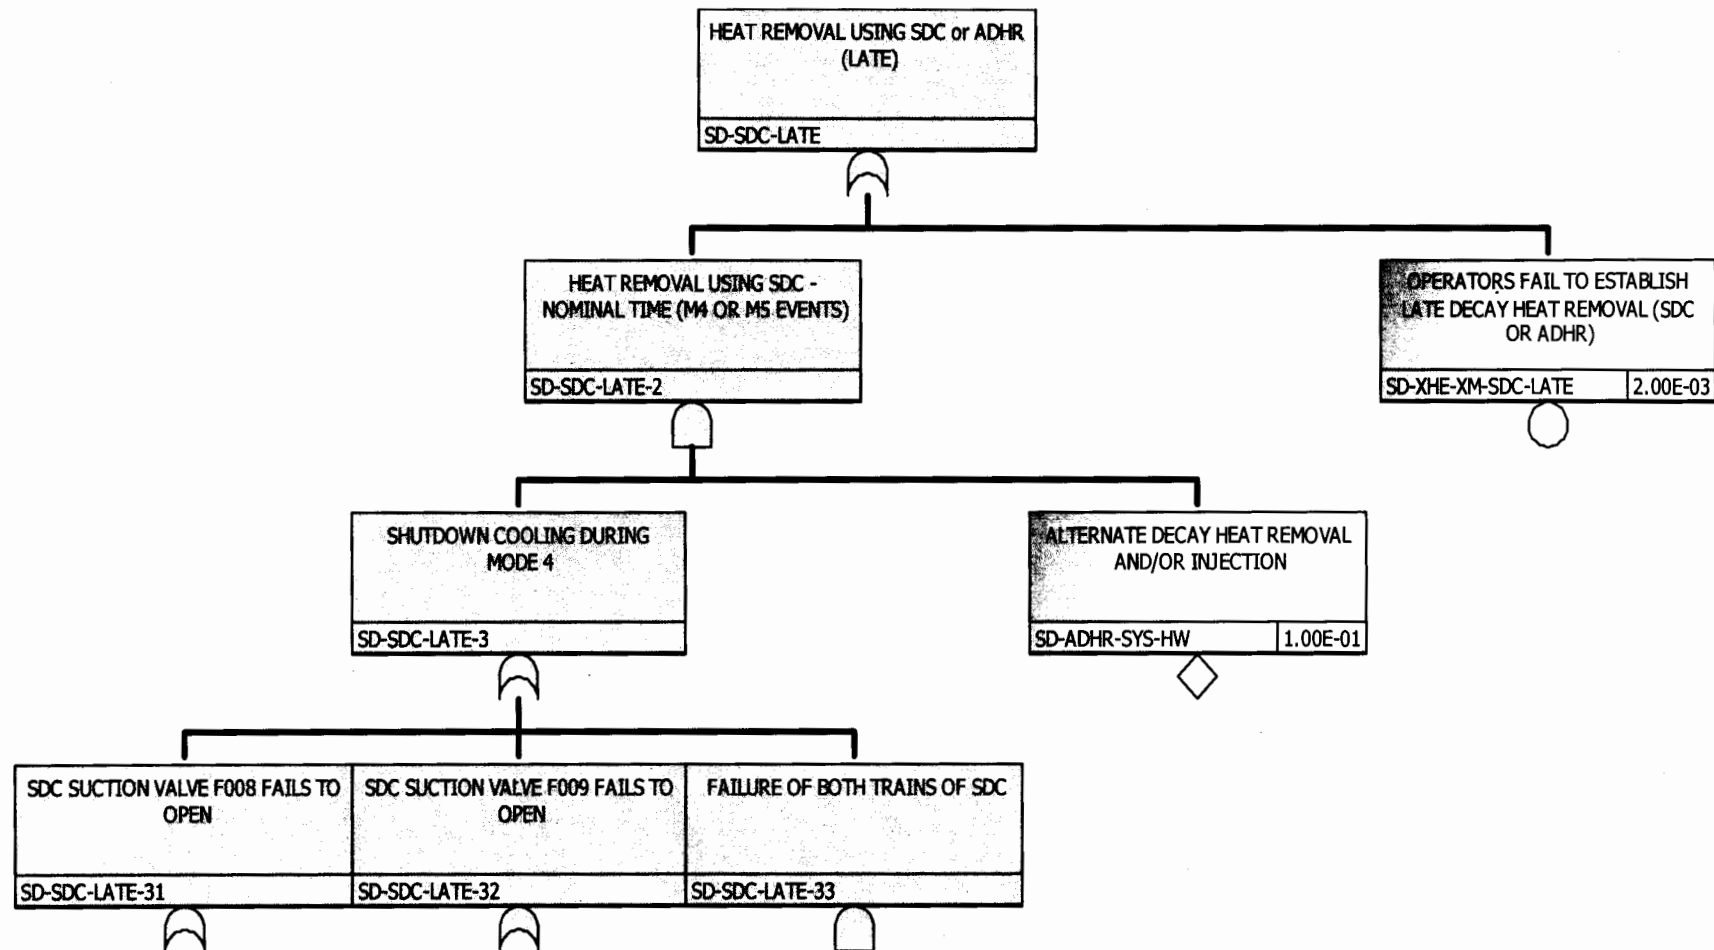 HEAT REMOVAL USING SDC or ADHR
(LATE)
SD-SDC-LATE
HEAT REMOVAL USING SDC -
NOMINAL TIME (M4 OR M5 EVENTS)
SD-SDC-LATE-2
OPERATORS FAIL TO ESTABLISH
LATE DECAY HEAT REMOVAL (SDC
OR ADHR)
SD-XHE-XM-SDC-LATE 2.00E-03
SHUTDOWN COOLING DURING
MODE 4
SD-SDC-LATE-3
ALTERNATE DECAY HEAT REMOVAL
AND/OR INJECTION
SD-ADHR-SYS-HW 1.00E-01
SDC SUCTION VALVE F008 FAILS TO
OPEN
SD-SDC-LATE-31
SDC SUCTION VALVE F009 FAILS TO
OPEN
SD-SDC-LATE-32
FAILURE OF BOTH TRAINS OF SDC
SD-SDC-LATE-33